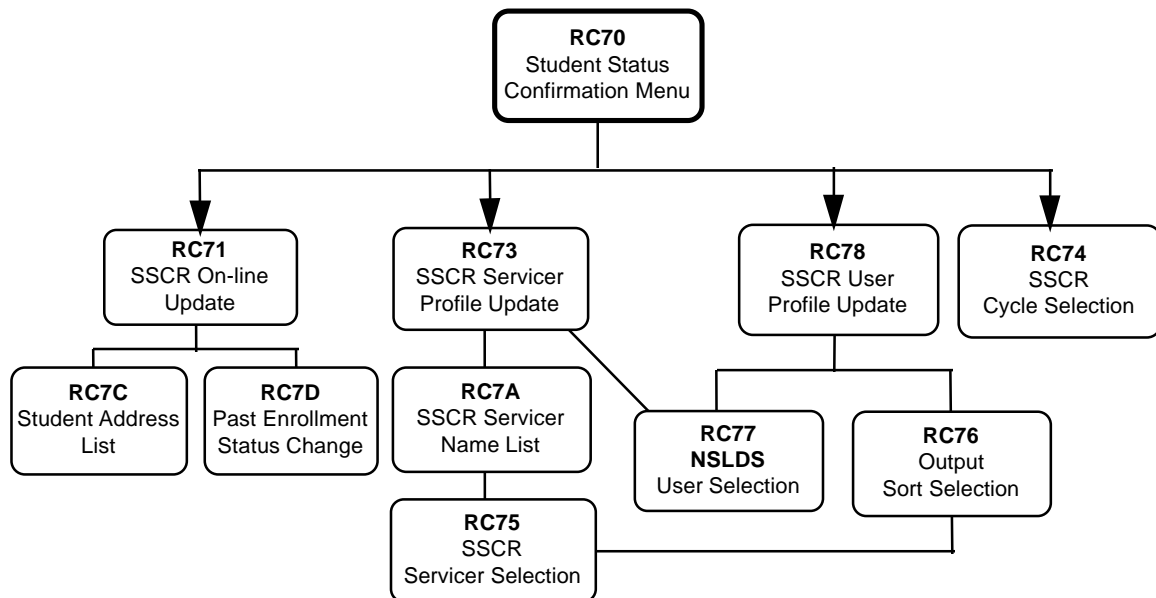 RC70
Student Status
Confirmation Menu
RC71
SSCR On-line
Update
RC73
SSCR Servicer
Profile Update
RC78
SSCR User
Profile Update
RC74
SSCR
Cycle Selection
RC7C
Student Address
List
RC7D
Past Enrollment
Status Change
RC7A
SSCR Servicer
Name List
RC77
NSLDS
User Selection
RC76
Output
Sort Selection
RC75
SSCR
Servicer Selection